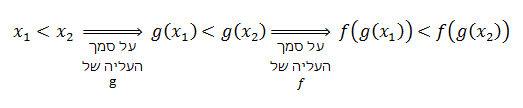 x₁ < x₂ ⟹ g(x₁) < g(x₂) ⟹ f(g(x₁)) < f(g(x₂))
על סמך על סמך
העליה של העליה של
g f